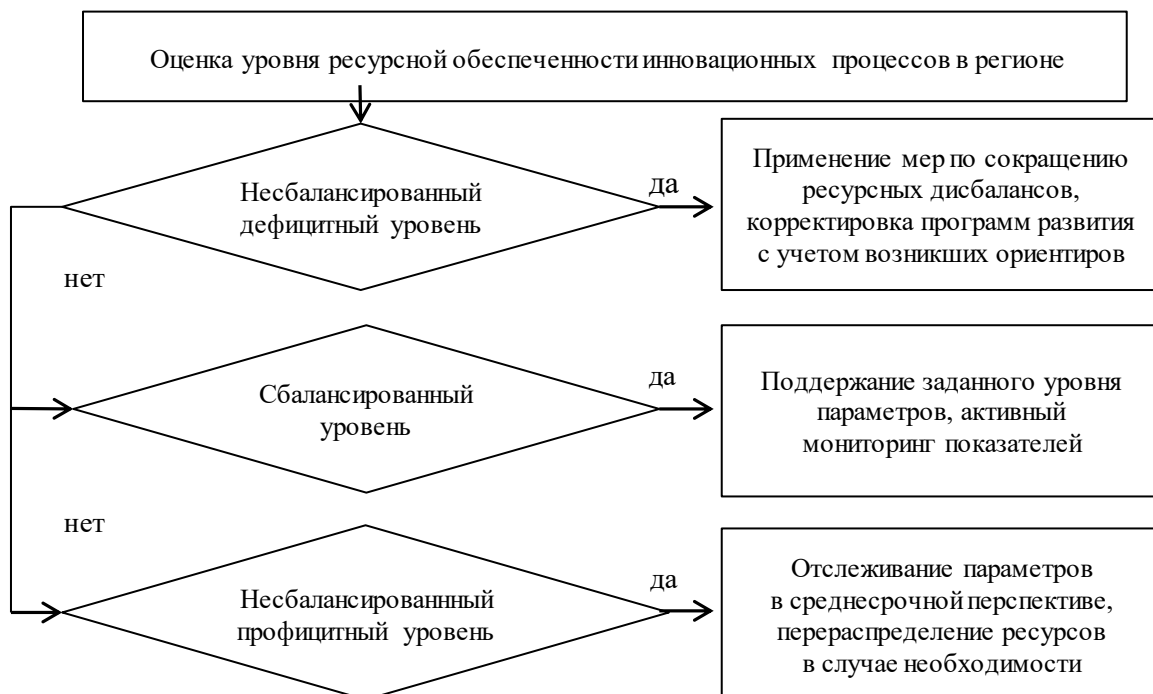 Оценка уровня ресурсной обеспеченности инновационных процессов в регионе
Несбалансированный
дефицитный уровень
да
Применение мер по сокращению
ресурсных дисбалансов,
корректировка программ развития
с учетом возникших ориентиров
нет
Сбалансированный
уровень
да
Поддержание заданного уровня
параметров, активный
мониторинг показателей
нет
Несбалансированнный
профицитный уровень
да
Отслеживание параметров
в среднесрочной перспективе,
перераспределение ресурсов
в случае необходимости